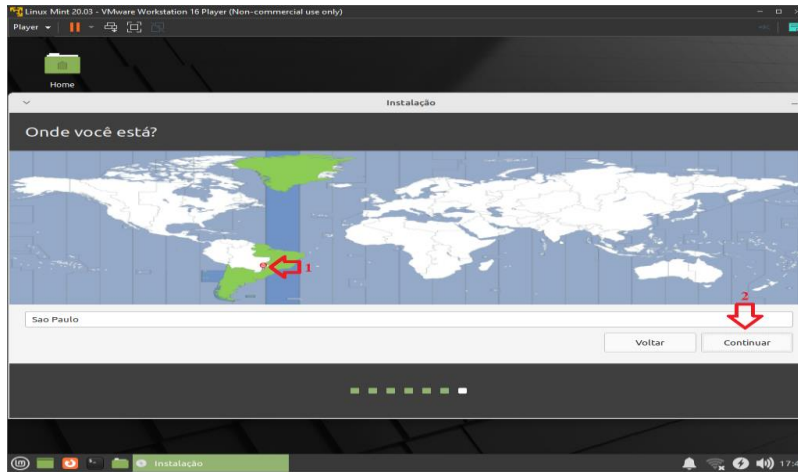 Linux Mint 20.03 - VMware Workstation 16 Player (Non-commercial use only)
Player
Home
Instalação
Onde você está?
1
2
Sao Paulo
Voltar
Continuar
Instalação